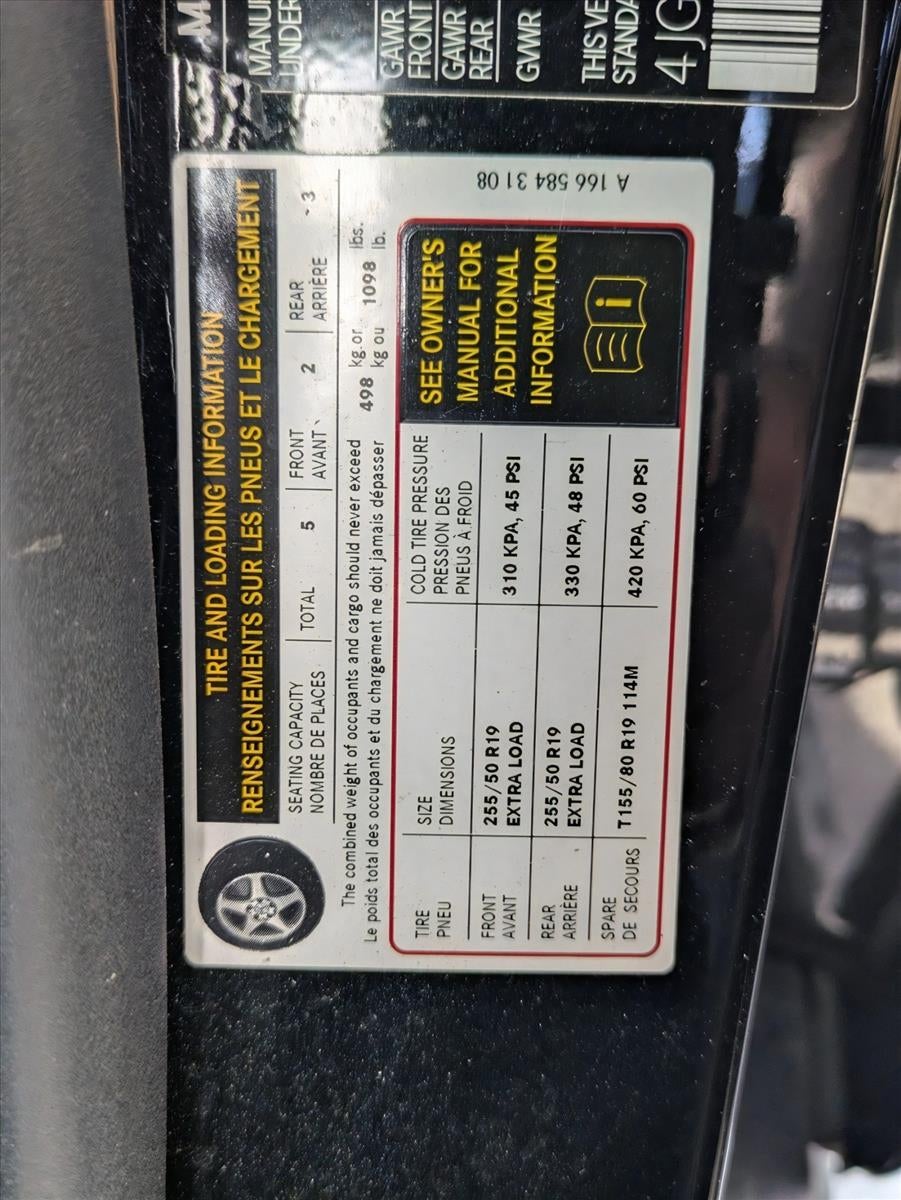 TIRE AND LOADING INFORMATION
RENSEIGNEMENTS SUR LES PNEUS ET LE CHARGEMENT
SEATING CAPACITY TOTAL 5 FRONT 2 REAR 3
NOMBRE DE PLACES AVANT ARRIÈRE
The combined weight of occupants and cargo should never exceed 498 kg.or 1098 lbs.
Le poids total des occupants et du chargement ne doit jamais dépasser kg ou lb.
TIRE SIZE COLD TIRE PRESSURE
PNEU DIMENSIONS PRESSION DES
PNEUS À FROID
FRONT 255/50 R19 310 KPA, 45 PSI
AVANT EXTRA LOAD
REAR 255/50 R19 330 KPA, 48 PSI
ARRIÈRE EXTRA LOAD
SPARE T155/80 R19 114M 420 KPA, 60 PSI
DE SECOURS
SEE OWNER'S
MANUAL FOR
ADDITIONAL
INFORMATION
i
A 166 584 31 08
MANU
UNDER
GAWR
FRONT
GAWR
REAR
GVWR
THIS VE
STANDA
4JG